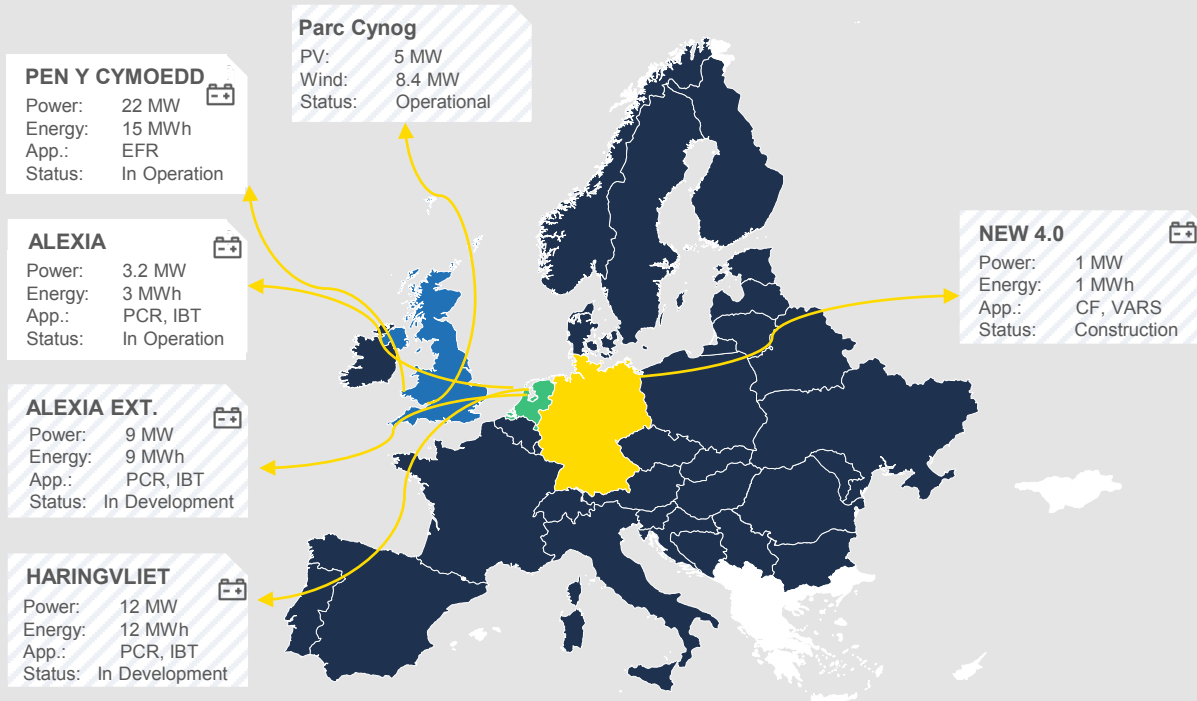 Parc Cynog
PV: 5 MW
Wind: 8.4 MW
Status: Operational
PEN Y CYMOEDD
Power: 22 MW
Energy: 15 MWh
App.: EFR
Status: In Operation
ALEXIA
Power: 3.2 MW
Energy: 3 MWh
App.: PCR, IBT
Status: In Operation
ALEXIA EXT.
Power: 9 MW
Energy: 9 MWh
App.: PCR, IBT
Status: In Development
HARINGVLIET
Power: 12 MW
Energy: 12 MWh
App.: PCR, IBT
Status: In Development
NEW 4.0
Power: 1 MW
Energy: 1 MWh
App.: CF, VARS
Status: Construction